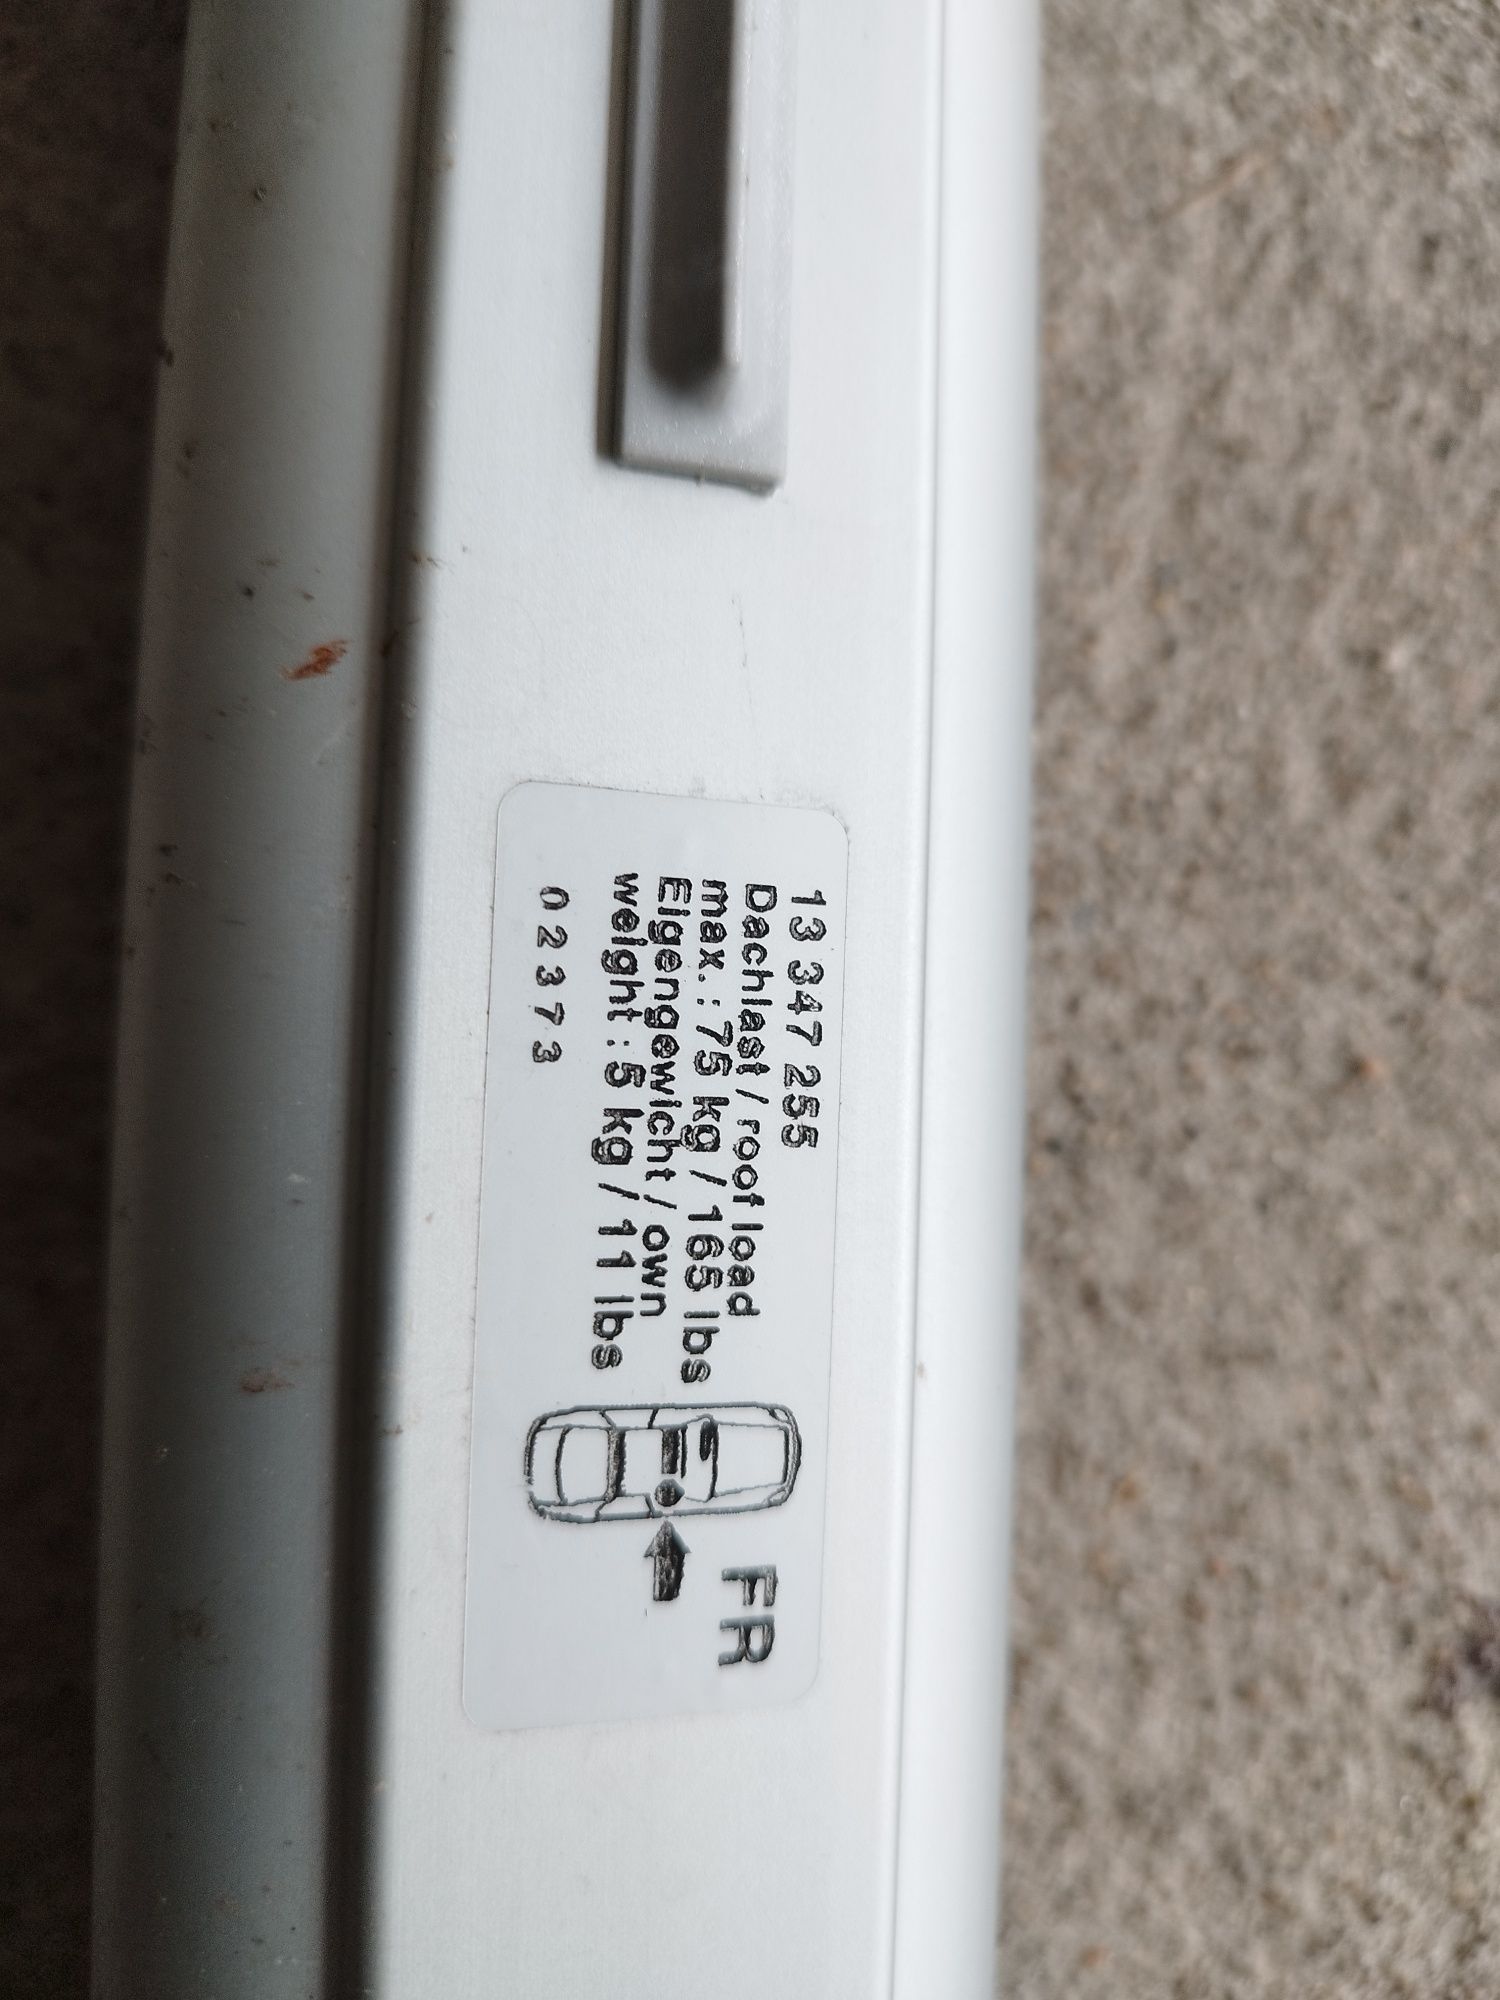 13 347 255
Dachlast / roof load
max. : 75 kg / 165 lbs
Eigengewicht / own
weight : 5 kg / 11 lbs
0 2 3 7 3
FR